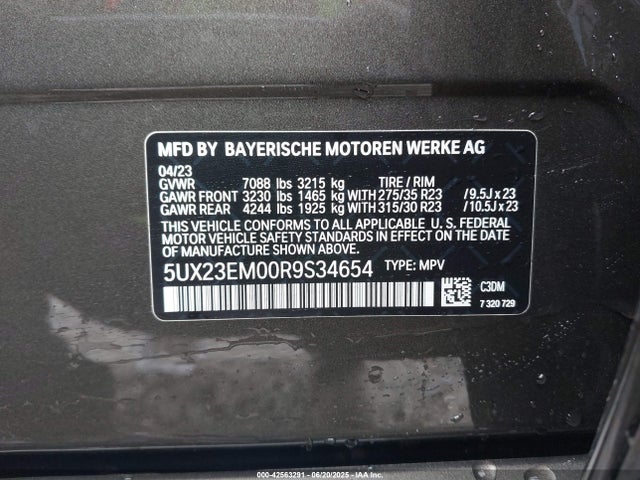 MFD BY BAYERISCHE MOTOREN WERKE AG
04/23
GVWR 7088 lbs 3215 kg TIRE / RIM
GAWR FRONT 3230 lbs 1465 kg WITH 275/35 R23 /9.5J x 23
GAWR REAR 4244 lbs 1925 kg WITH 315/30 R23 /10.5J x 23
THIS VEHICLE CONFORMS TO ALL APPLICABLE U. S. FEDERAL
MOTOR VEHICLE SAFETY STANDARDS IN EFFECT ON THE DATE
OF MANUFACTURE SHOWN ABOVE.
5UX23EM00R9S34654 TYPE: MPV
C3DM
7 320 729
000-42563291 - 06/20/2025 - IAAI.COM